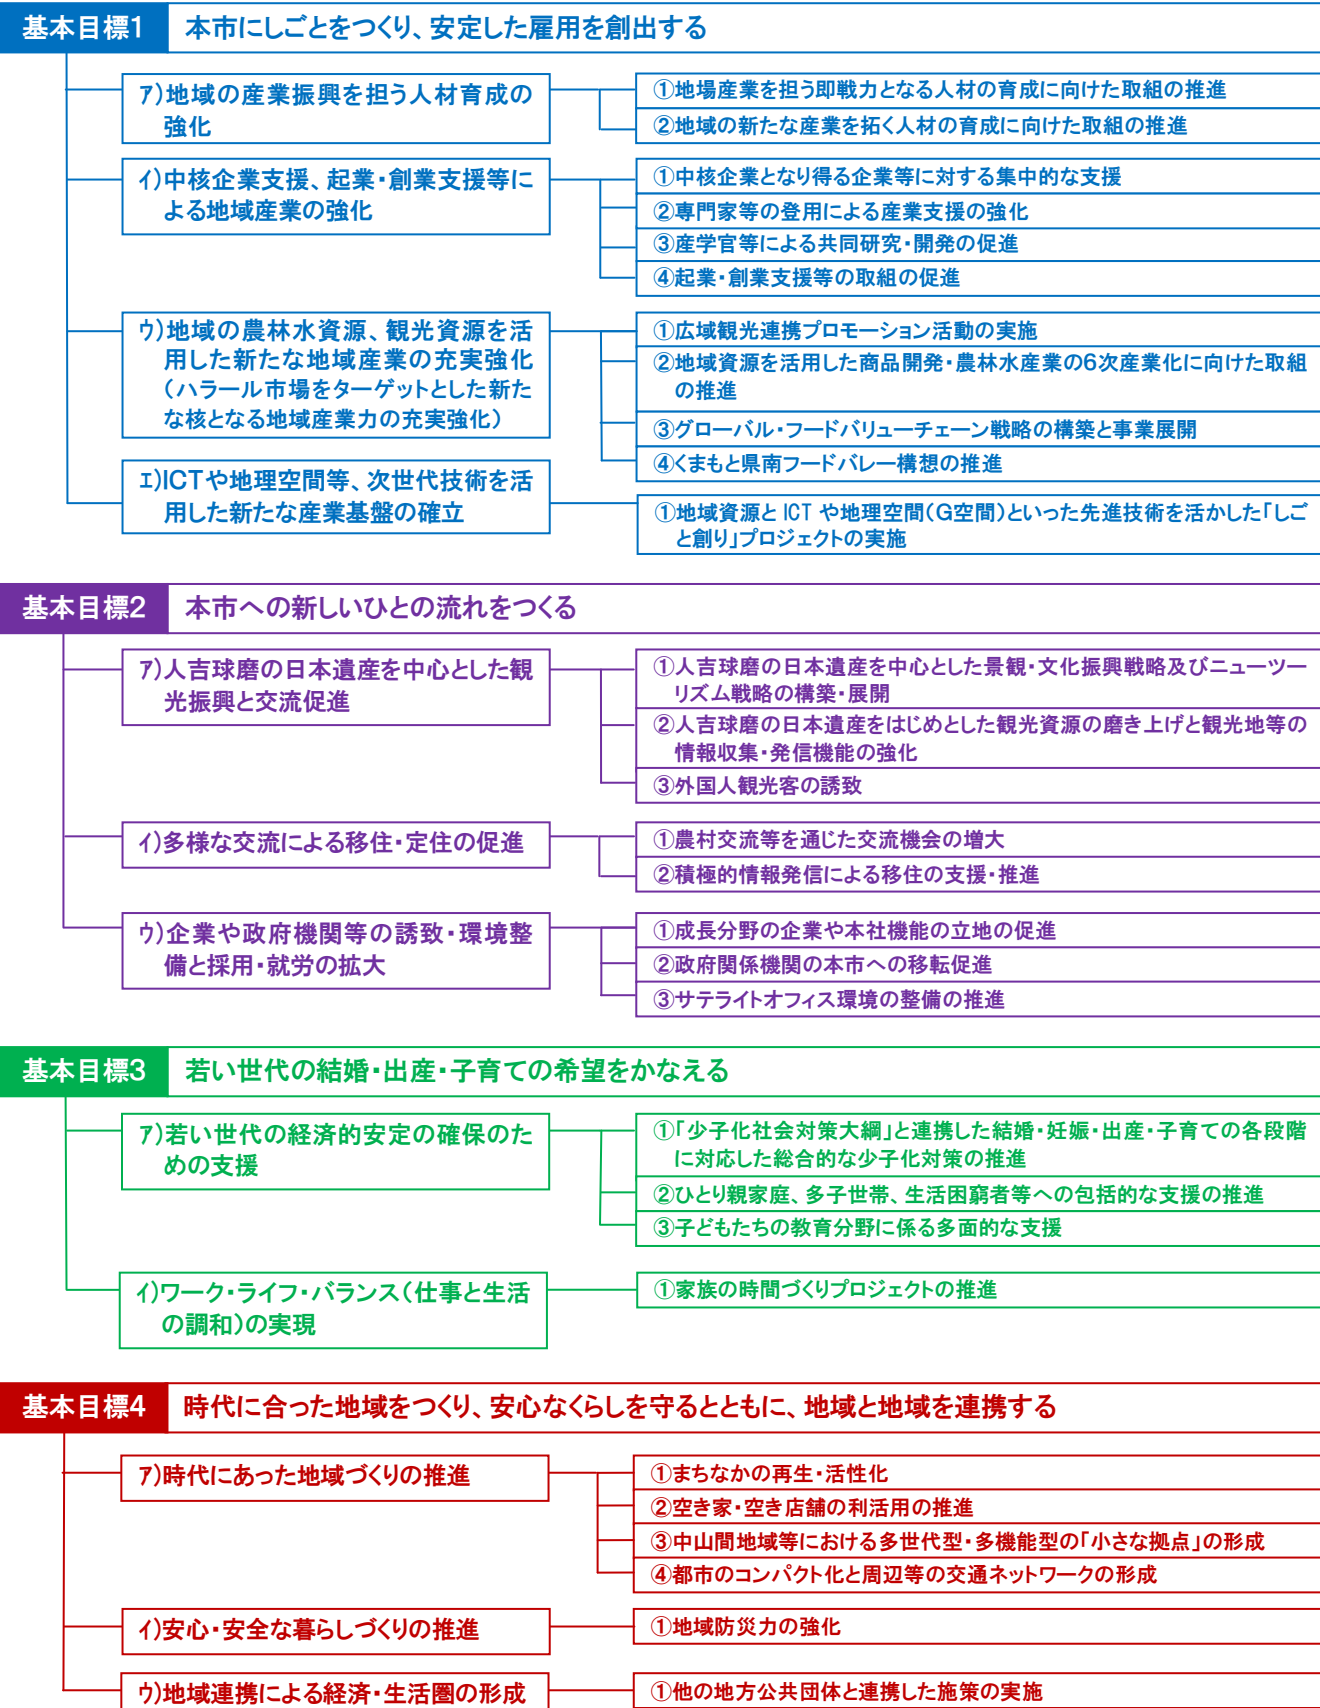 基本目標1 本市にしごとをつくり、安定した雇用を創出する
ア)地域の産業振興を担う人材育成の
強化
①地場産業を担う即戦力となる人材の育成に向けた取組の推進
②地域の新たな産業を拓く人材の育成に向けた取組の推進
イ)中核企業支援、起業・創業支援等に
よる地域産業の強化
①中核企業となり得る企業等に対する集中的な支援
②専門家等の登用による産業支援の強化
③産学官等による共同研究・開発の促進
④起業・創業支援等の取組の促進
ウ)地域の農林水資源、観光資源を活
用した新たな地域産業の充実強化
(ハラール市場をターゲットとした新た
な核となる地域産業力の充実強化)
①広域観光連携プロモーション活動の実施
②地域資源を活用した商品開発・農林水産業の6次産業化に向けた取組
の推進
③グローバル・フードバリューチェーン戦略の構築と事業展開
④くまもと県南フードバレー構想の推進
エ)ICTや地理空間等、次世代技術を活
用した新たな産業基盤の確立
①地域資源と ICT や地理空間(G空間)といった先進技術を活かした「しご
と創り」プロジェクトの実施
基本目標2 本市への新しいひとの流れをつくる
ア)人吉球磨の日本遺産を中心とした観
光振興と交流促進
①人吉球磨の日本遺産を中心とした景観・文化振興戦略及びニューツー
リズム戦略の構築・展開
②人吉球磨の日本遺産をはじめとした観光資源の磨き上げと観光地等の
情報収集・発信機能の強化
③外国人観光客の誘致
イ)多様な交流による移住・定住の促進
①農村交流等を通じた交流機会の増大
②積極的情報発信による移住の支援・推進
ウ)企業や政府機関等の誘致・環境整
備と採用・就労の拡大
①成長分野の企業や本社機能の立地の促進
②政府関係機関の本市への移転促進
③サテライトオフィス環境の整備の推進
基本目標3 若い世代の結婚・出産・子育ての希望をかなえる
ア)若い世代の経済的安定の確保のた
めの支援
①「少子化社会対策大綱」と連携した結婚・妊娠・出産・子育ての各段階
に対応した総合的な少子化対策の推進
②ひとり親家庭、多子世帯、生活困窮者等への包括的な支援の推進
③子どもたちの教育分野に係る多面的な支援
イ)ワーク・ライフ・バランス(仕事と生活
の調和)の実現
①家族の時間づくりプロジェクトの推進
基本目標4 時代に合った地域をつくり、安心なくらしを守るとともに、地域と地域を連携する
ア)時代にあった地域づくりの推進
①まちなかの再生・活性化
②空き家・空き店舗の利活用の推進
③中山間地域等における多世代型・多機能型の「小さな拠点」の形成
④都市のコンパクト化と周辺等の交通ネットワークの形成
イ)安心・安全な暮らしづくりの推進
①地域防災力の強化
ウ)地域連携による経済・生活圏の形成
①他の地方公共団体と連携した施策の実施